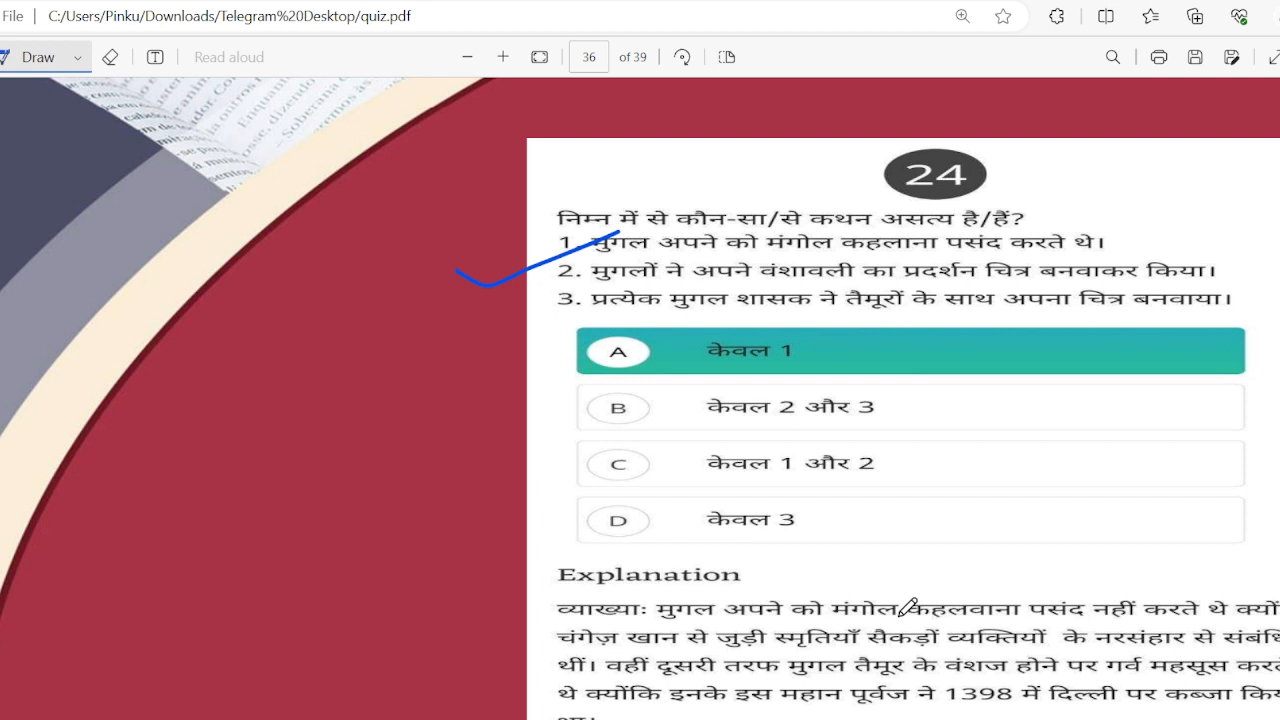 File C:/Users/Pinku/Downloads/Telegram%20Desktop/quiz.pdf
Draw Read aloud 36 of 39
24
निम्न में से कौन-सा/से कथन असत्य है/हैं?
1. मुगल अपने को मंगोल कहलाना पसंद करते थे।
2. मुगलों ने अपने वंशावली का प्रदर्शन चित्र बनवाकर किया।
3. प्रत्येक मुगल शासक ने तैमूरों के साथ अपना चित्र बनवाया।
A केवल 1
B केवल 2 और 3
C केवल 1 और 2
D केवल 3
Explanation
व्याख्याः मुगल अपने को मंगोल कहलवाना पसंद नहीं करते थे
चंगेज़ खान से जुड़ी स्मृतियाँ सैकड़ों व्यक्तियों के नरसंहार से
थीं। वहीं दूसरी तरफ मुगल तैमूर के वंशज होने पर गर्व महसूस
थे क्योंकि इनके इस महान पूर्वज ने 1398 में दिल्ली पर कब्जा